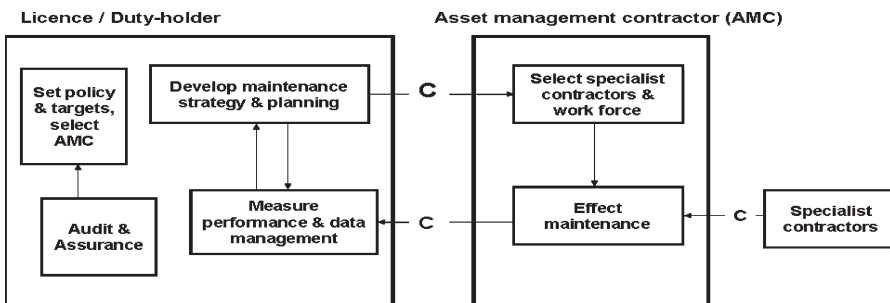 Licence / Duty-holder
Asset management contractor (AMC)
Set policy
& targets,
select
AMC
Develop maintenance
strategy & planning
C
Select specialist
contractors &
work force
Audit &
Assurance
Measure
performance & data
management
C
Effect
maintenance
C
Specialist
contractors